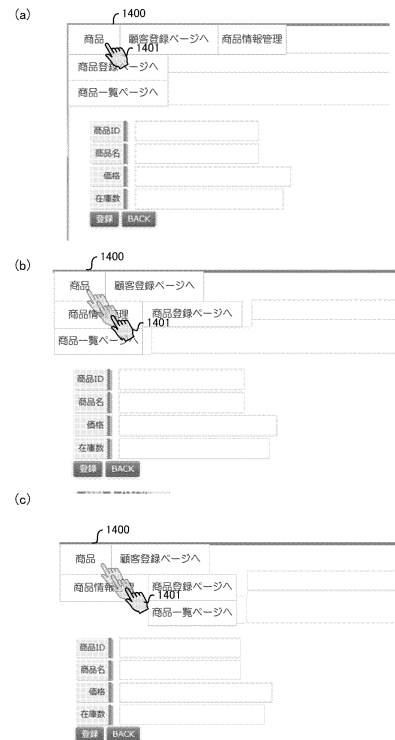 (a)
1400
商品 顧客登録ページへ 商品情報管理
1401
商品登録ページへ
商品一覧ページへ
商品ID
商品名
価格
在庫数
登録 BACK
(b)
1400
商品 顧客登録ページへ
商品情 理 商品登録ページへ
1401
商品一覧ペー へ
商品ID
商品名
価格
在庫数
登録 BACK
(c)
1400
商品 顧客登録ページへ
商品情報 商品登録ページへ
1401
商品一覧ページへ
商品ID
商品名
価格
在庫数
登録 BACK